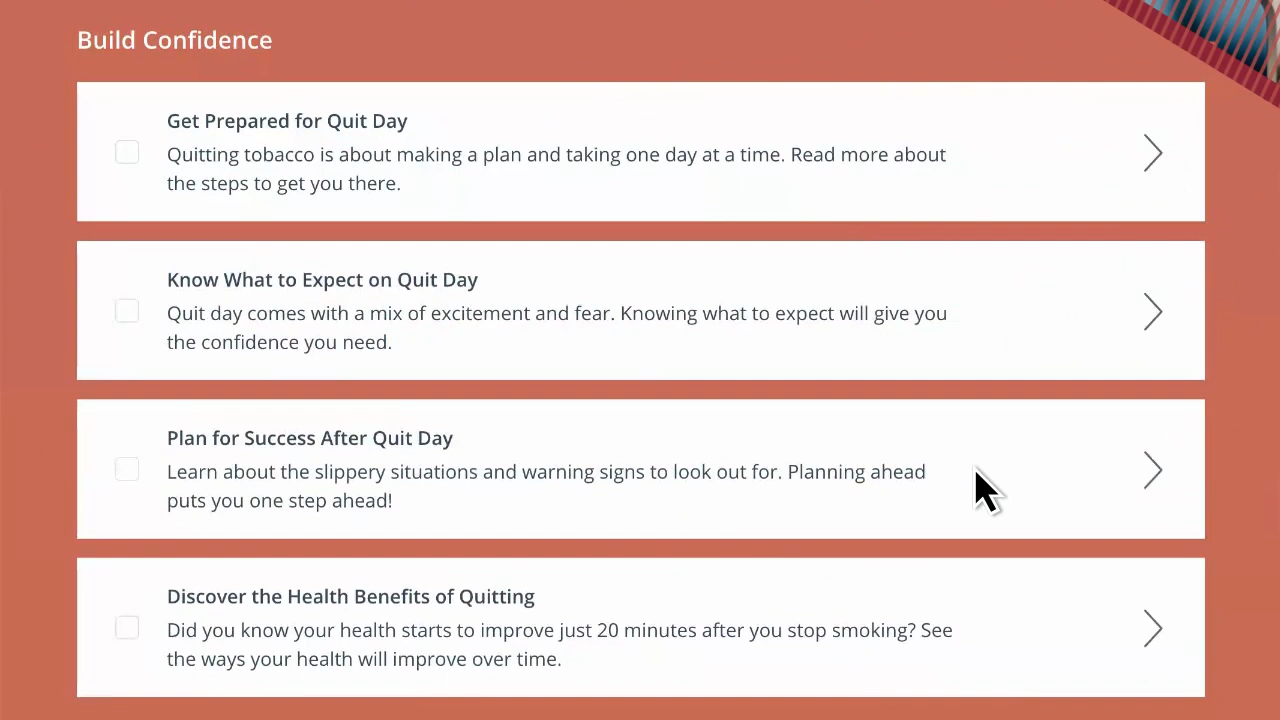 Build Confidence
Get Prepared for Quit Day
Quitting tobacco is about making a plan and taking one day at a time. Read more about
the steps to get you there.
Know What to Expect on Quit Day
Quit day comes with a mix of excitement and fear. Knowing what to expect will give you
the confidence you need.
Plan for Success After Quit Day
Learn about the slippery situations and warning signs to look out for. Planning ahead
puts you one step ahead!
Discover the Health Benefits of Quitting
Did you know your health starts to improve just 20 minutes after you stop smoking? See
the ways your health will improve over time.